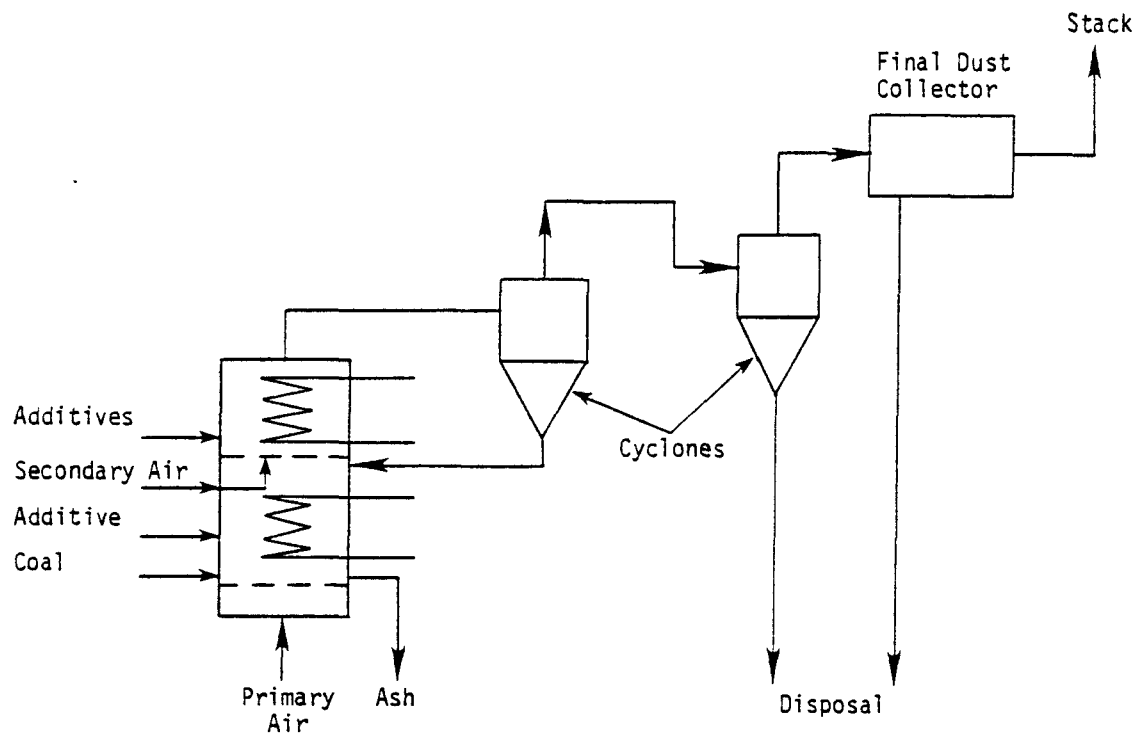 Stack
Final Dust
Collector
Additives
Secondary Air
Additive
Coal
Cyclones
Primary
Air
Ash
Disposal